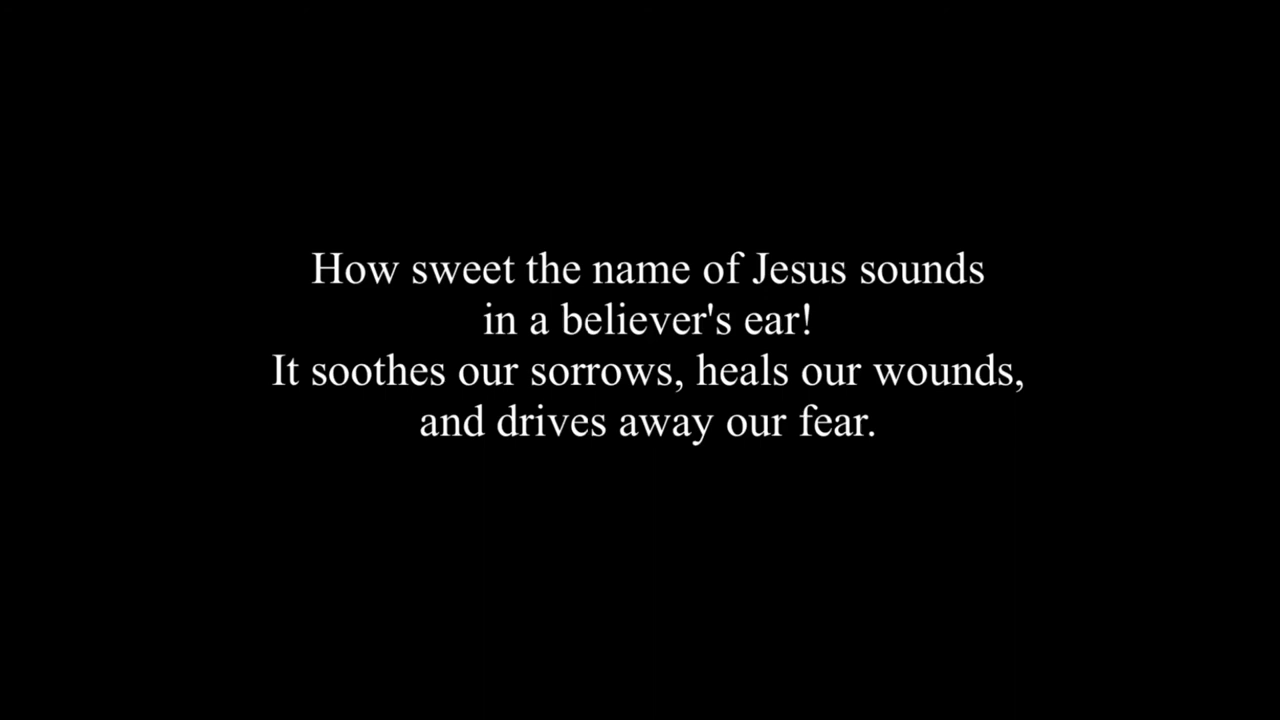 How sweet the name of Jesus sounds
in a believer's ear!
It soothes our sorrows, heals our wounds,
and drives away our fear.